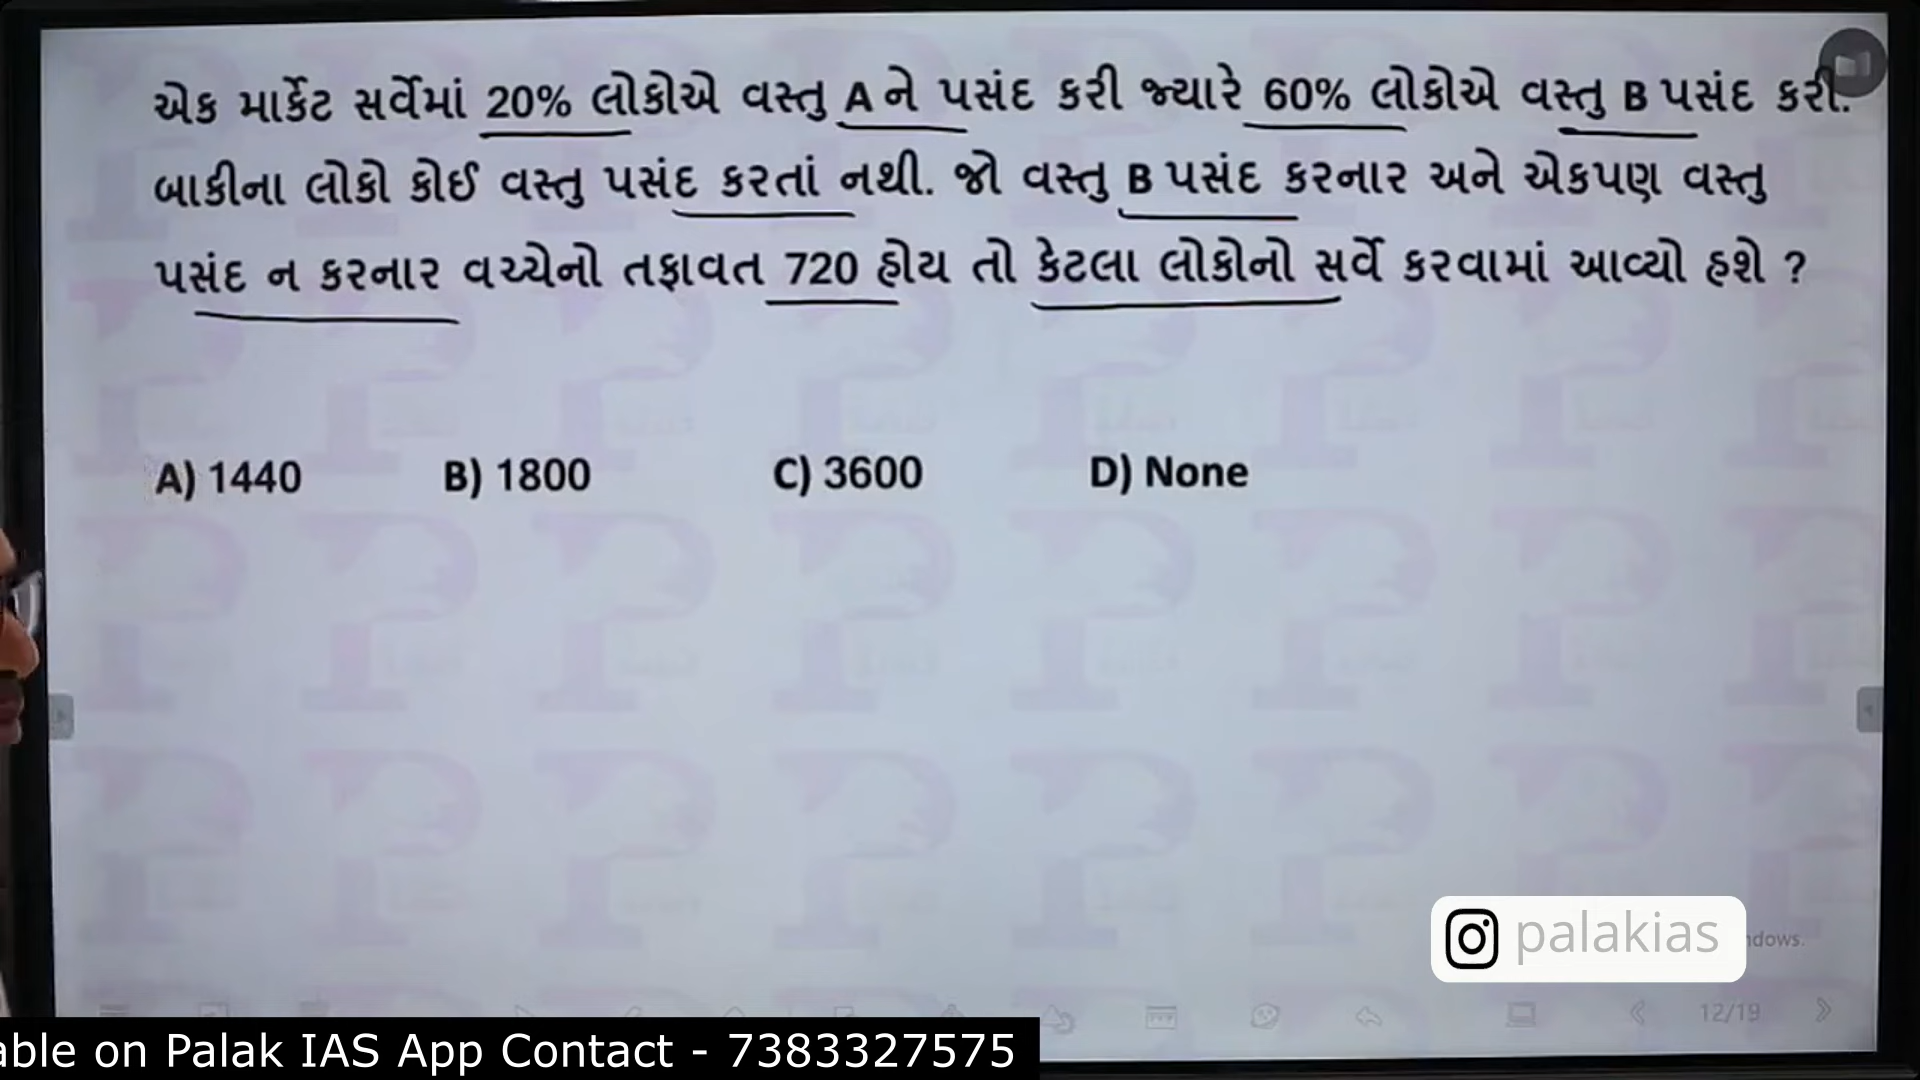 એક માર્કેટ સર્વેમાં 20% લોકોએ વસ્તુ A ને પસંદ કરી જ્યારે 60% લોકોએ વસ્તુ B પસંદ કરી.
બાકીના લોકો કોઈ વસ્તુ પસંદ કરતાં નથી. જો વસ્તુ B પસંદ કરનાર અને એકપણ વસ્તુ
પસંદ ન કરનાર વચ્ચેનો તફાવત 720 હોય તો કેટલા લોકોનો સર્વે કરવામાં આવ્યો હશે ?
A) 1440 B) 1800 C) 3600 D) None
palakias
ndows.
12/19
able on Palak IAS App Contact - 7383327575